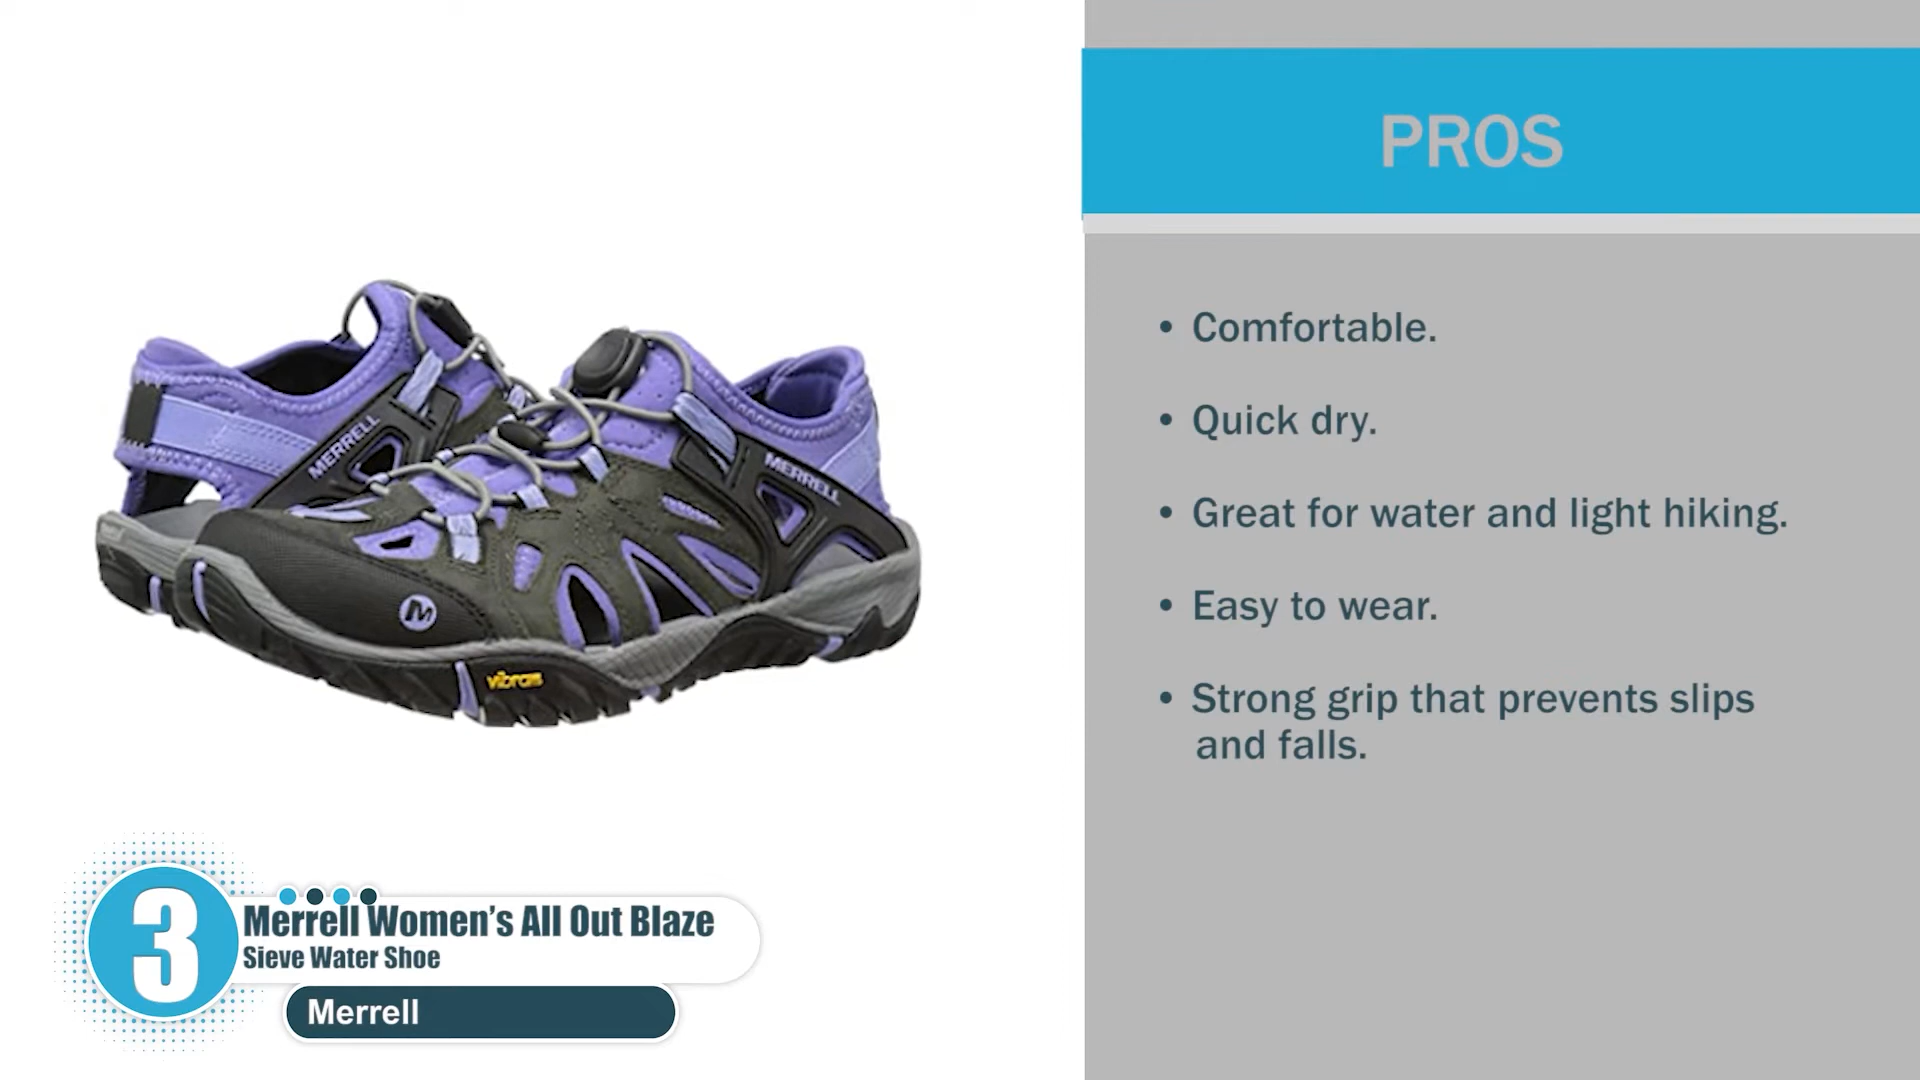 PROS
• Comfortable.
• Quick dry.
• Great for water and light hiking.
• Easy to wear.
• Strong grip that prevents slips
and falls.
MERRELL
MERRELL
M
vibram
3
Merrell Women's All Out Blaze
Sieve Water Shoe
Merrell